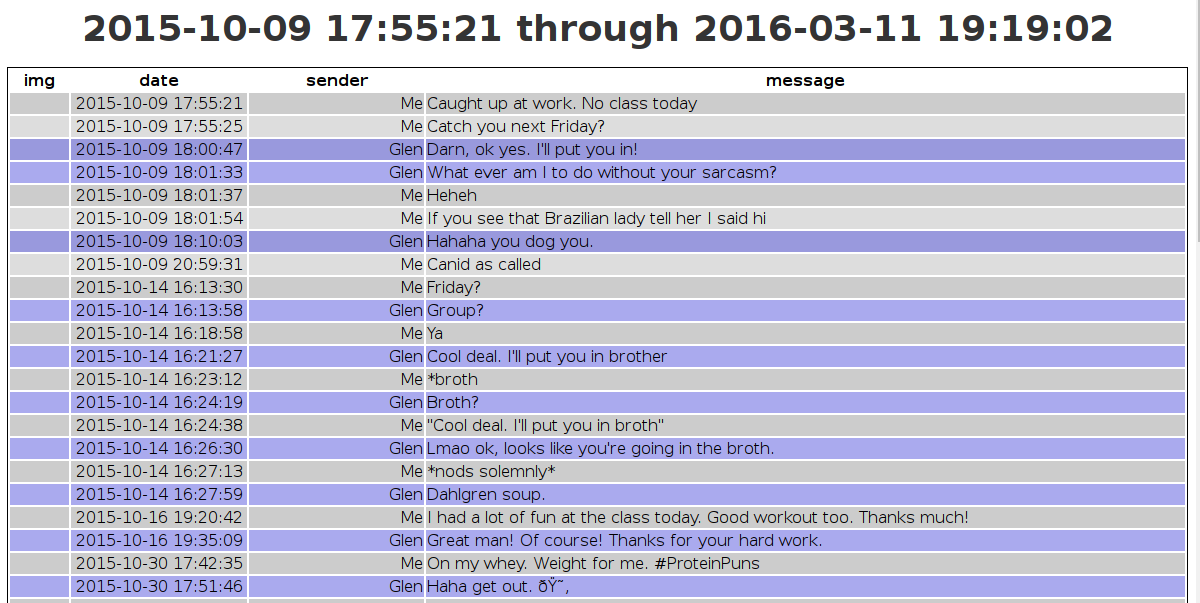 2015-10-09 17:55:21 through 2016-03-11 19:19:02
img date sender message
2015-10-09 17:55:21 Me Caught up at work. No class today
2015-10-09 17:55:25 Me Catch you next Friday?
2015-10-09 18:00:47 Glen Darn, ok yes. I'll put you in!
2015-10-09 18:01:33 Glen What ever am I to do without your sarcasm?
2015-10-09 18:01:37 Me Heheh
2015-10-09 18:01:54 Me If you see that Brazilian lady tell her I said hi
2015-10-09 18:10:03 Glen Hahaha you dog you.
2015-10-09 20:59:31 Me Canid as called
2015-10-14 16:13:30 Me Friday?
2015-10-14 16:13:58 Glen Group?
2015-10-14 16:18:58 Me Ya
2015-10-14 16:21:27 Glen Cool deal. I'll put you in brother
2015-10-14 16:23:12 Me *broth
2015-10-14 16:24:19 Glen Broth?
2015-10-14 16:24:38 Me "Cool deal. I'll put you in broth"
2015-10-14 16:26:30 Glen Lmao ok, looks like you're going in the broth.
2015-10-14 16:27:13 Me *nods solemnly*
2015-10-14 16:27:59 Glen Dahlgren soup.
2015-10-16 19:20:42 Me I had a lot of fun at the class today. Good workout too. Thanks much!
2015-10-16 19:35:09 Glen Great man! Of course! Thanks for your hard work.
2015-10-30 17:42:35 Me On my whey. Weight for me. #ProteinPuns
2015-10-30 17:51:46 Glen Haha get out. ðŸ˜‚